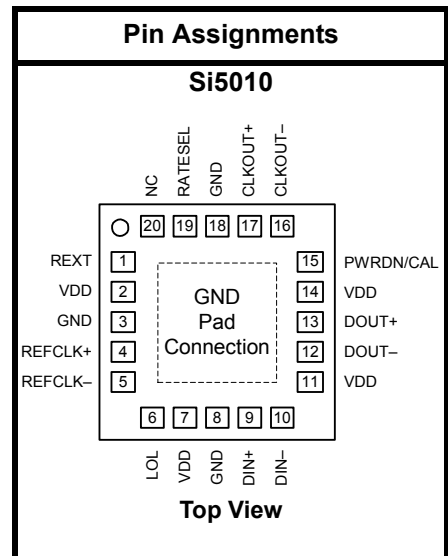 Pin Assignments
Si5010
NC
RATESEL
GND
CLKOUT+
CLKOUT–
20 19 18 17 16
REXT 1
VDD 2
GND 3
REFCLK+ 4
REFCLK– 5
GND
Pad
Connection
15 PWRDN/CAL
14 VDD
13 DOUT+
12 DOUT–
11 VDD
6 7 8 9 10
LOL
VDD
GND
DIN+
DIN–
Top View